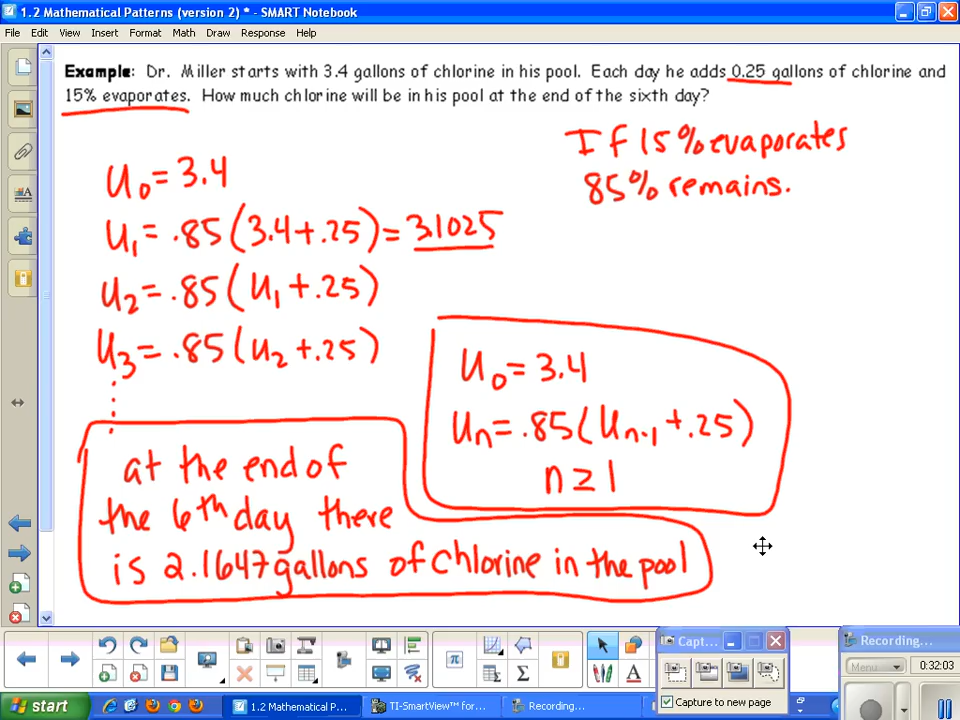 1.2 Mathematical Patterns (version 2) * - SMART Notebook
File Edit View Insert Format Math Draw Response Help
Example: Dr. Miller starts with 3.4 gallons of chlorine in his pool. Each day he adds 0.25 gallons of chlorine and
15% evaporates. How much chlorine will be in his pool at the end of the sixth day?
If 15% evaporates
85% remains.
U₀ = 3.4
U₁ = .85(3.4+.25) = 3.1025
U₂ = .85(U₁ + .25)
U₃ = .85(U₂ + .25)
⋮
U₀ = 3.4
Uₙ = .85(Uₙ₋₁ + .25)
n ≥ 1
at the end of
the 6th day there
is 2.1647 gallons of chlorine in the pool
Capt...
Capture to new page
Recording...
Menu
0:32:03
start
1.2 Mathematical P...
TI-SmartView™ for...
Recording...